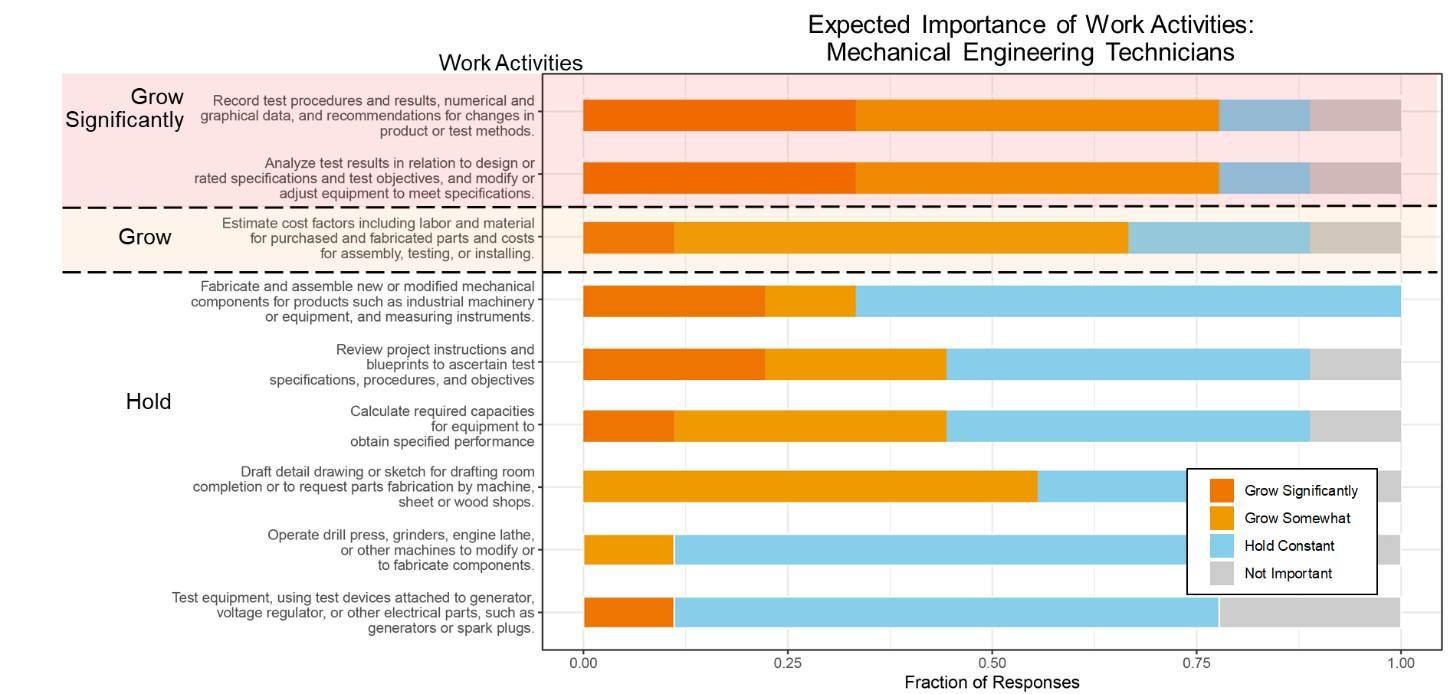 Expected Importance of Work Activities:
Mechanical Engineering Technicians
Work Activities
Grow
Significantly
Record test procedures and results, numerical and
graphical data, and recommendations for changes in
product or test methods.
Analyze test results in relation to design or
rated specifications and test objectives, and modify or
adjust equipment to meet specifications.
Grow
Estimate cost factors including labor and material
for purchased and fabricated parts and costs
for assembly, testing, or installing.
Hold
Fabricate and assemble new or modified mechanical
components for products such as industrial machinery
or equipment, and measuring instruments.
Review project instructions and
blueprints to ascertain test
specifications, procedures, and objectives
Calculate required capacities
for equipment to
obtain specified performance
Draft detail drawing or sketch for drafting room
completion or to request parts fabrication by machine,
sheet or wood shops.
Operate drill press, grinders, engine lathe,
or other machines to modify or
to fabricate components.
Test equipment, using test devices attached to generator,
voltage regulator, or other electrical parts, such as
generators or spark plugs.
Grow Significantly
Grow Somewhat
Hold Constant
Not Important
0.00 0.25 0.50 0.75 1.00
Fraction of Responses